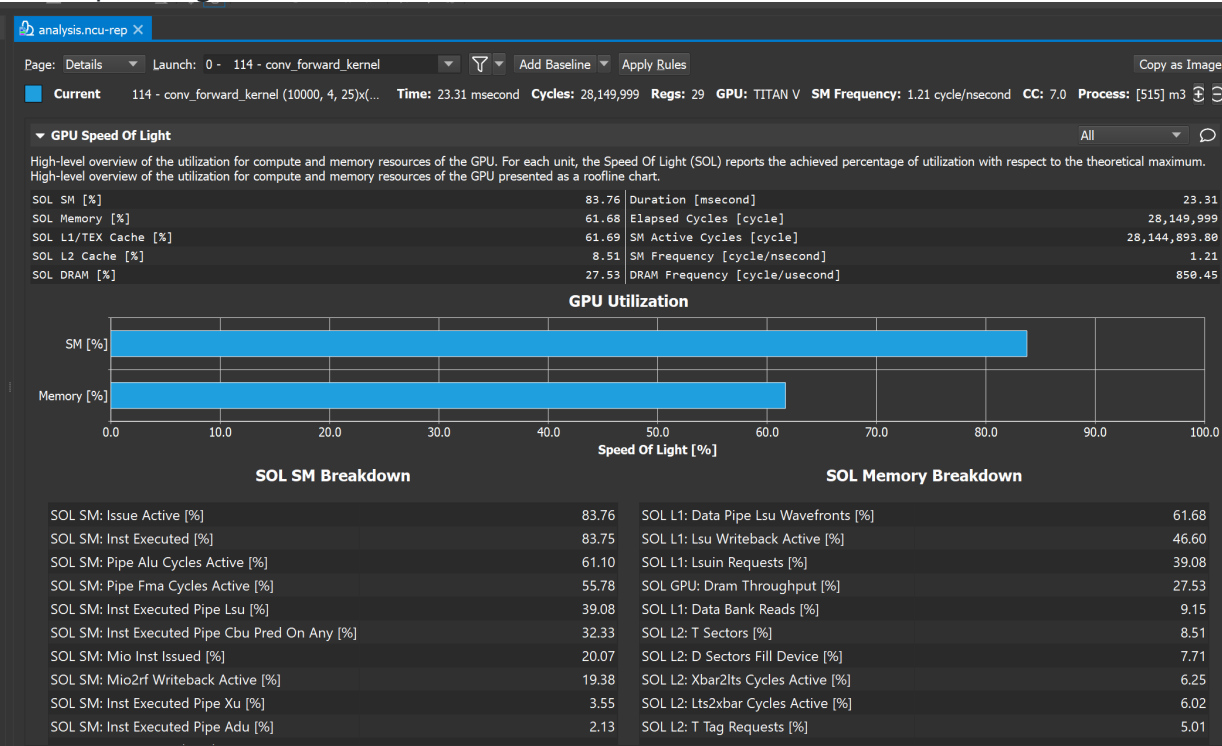 analysis.ncu-rep ✕
Page: Details Launch: 0 - 114 - conv_forward_kernel Add Baseline Apply Rules Copy as Image
Current 114 - conv_forward_kernel (10000, 4, 25)x(... Time: 23.31 msecond Cycles: 28,149,999 Regs: 29 GPU: TITAN V SM Frequency: 1.21 cycle/nsecond CC: 7.0 Process: [515] m3
GPU Speed Of Light All
High-level overview of the utilization for compute and memory resources of the GPU. For each unit, the Speed Of Light (SOL) reports the achieved percentage of utilization with respect to the theoretical maximum.
High-level overview of the utilization for compute and memory resources of the GPU presented as a roofline chart.
SOL SM [%] 83.76 Duration [msecond] 23.31
SOL Memory [%] 61.68 Elapsed Cycles [cycle] 28,149,999
SOL L1/TEX Cache [%] 61.69 SM Active Cycles [cycle] 28,144,893.80
SOL L2 Cache [%] 8.51 SM Frequency [cycle/nsecond] 1.21
SOL DRAM [%] 27.53 DRAM Frequency [cycle/usecond] 850.45
GPU Utilization
SM [%]
Memory [%]
0.0 10.0 20.0 30.0 40.0 50.0 60.0 70.0 80.0 90.0 100.0
Speed Of Light [%]
SOL SM Breakdown SOL Memory Breakdown
SOL SM: Issue Active [%] 83.76 SOL L1: Data Pipe Lsu Wavefronts [%] 61.68
SOL SM: Inst Executed [%] 83.75 SOL L1: Lsu Writeback Active [%] 46.60
SOL SM: Pipe Alu Cycles Active [%] 61.10 SOL L1: Lsuin Requests [%] 39.08
SOL SM: Pipe Fma Cycles Active [%] 55.78 SOL GPU: Dram Throughput [%] 27.53
SOL SM: Inst Executed Pipe Lsu [%] 39.08 SOL L1: Data Bank Reads [%] 9.15
SOL SM: Inst Executed Pipe Cbu Pred On Any [%] 32.33 SOL L2: T Sectors [%] 8.51
SOL SM: Mio Inst Issued [%] 20.07 SOL L2: D Sectors Fill Device [%] 7.71
SOL SM: Mio2rf Writeback Active [%] 19.38 SOL L2: Xbar2lts Cycles Active [%] 6.25
SOL SM: Inst Executed Pipe Xu [%] 3.55 SOL L2: Lts2xbar Cycles Active [%] 6.02
SOL SM: Inst Executed Pipe Adu [%] 2.13 SOL L2: T Tag Requests [%] 5.01